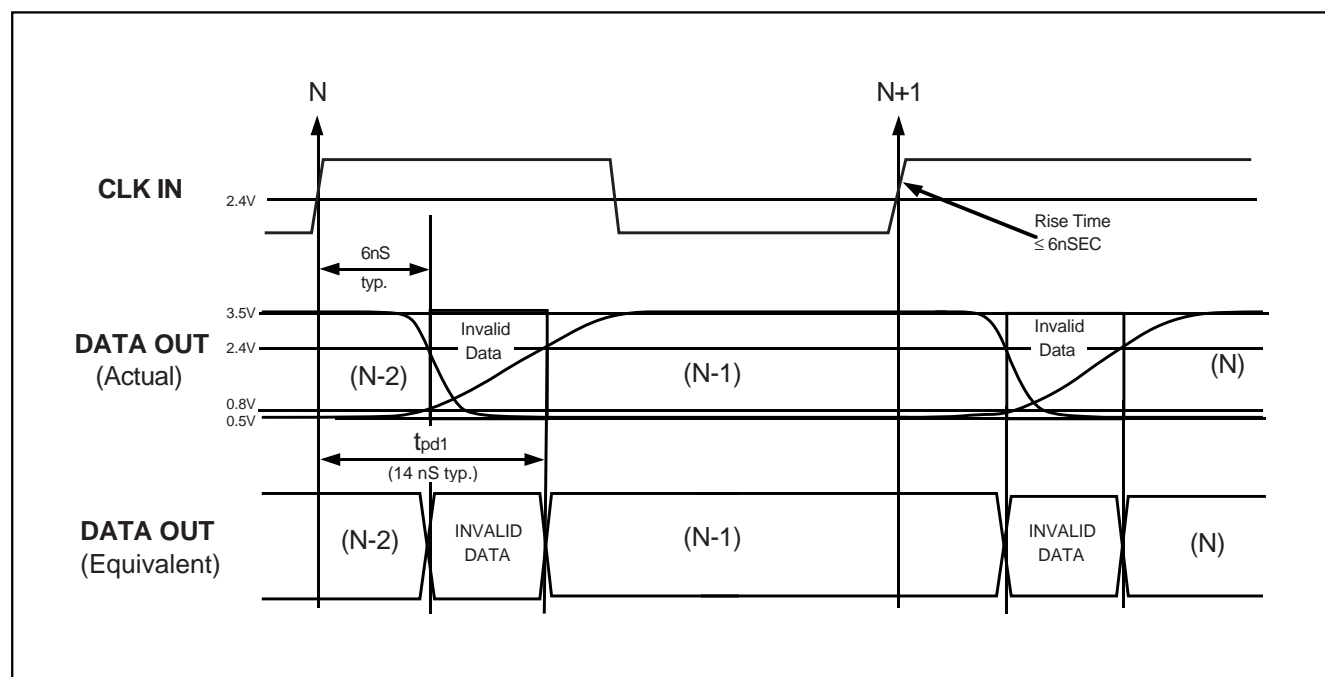 N
N+1
CLK IN
2.4V
Rise Time
≤ 6nSEC
6nS
typ.
3.5V
DATA OUT
(Actual)
2.4V
0.8V
0.5V
(N-2)
Invalid
Data
(N-1)
Invalid
Data
(N)
tpd1
(14 nS typ.)
DATA OUT
(Equivalent)
(N-2)
INVALID
DATA
(N-1)
INVALID
DATA
(N)